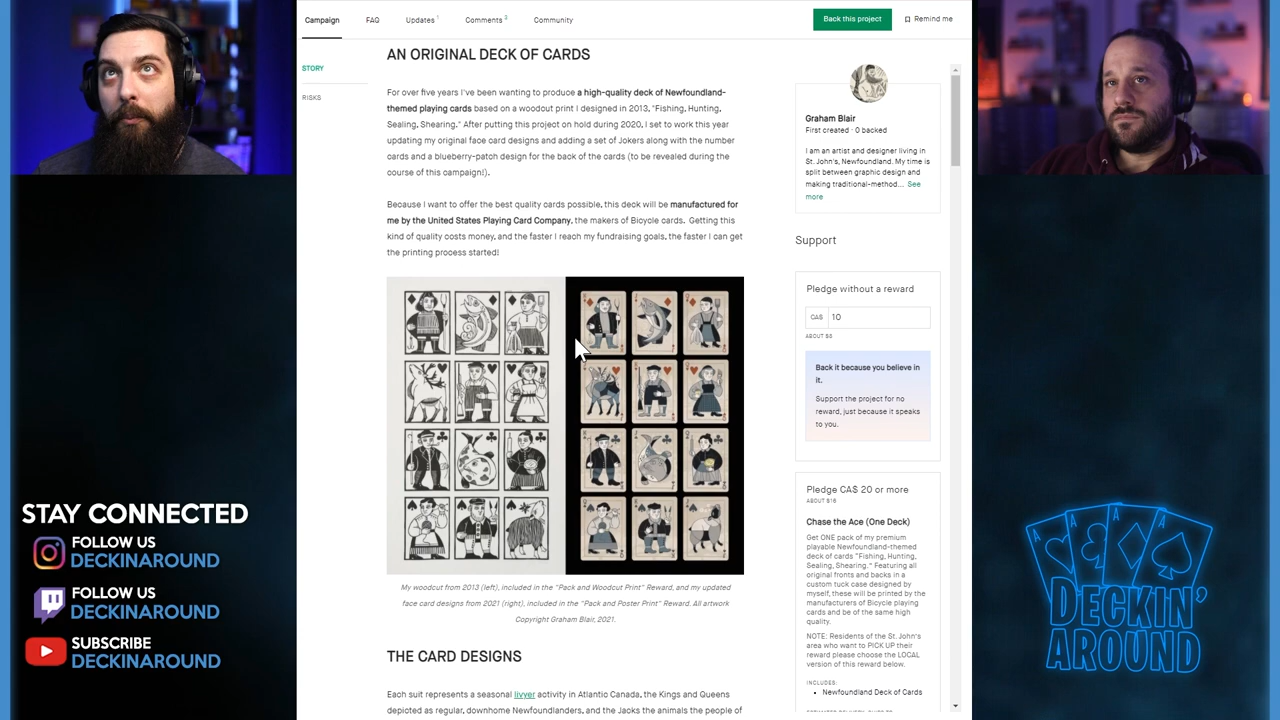 Campaign
FAQ
Updates 1
Comments 3
Community
Back this project
Remind me
STORY
RISKS
AN ORIGINAL DECK OF CARDS
For over five years I've been wanting to produce a high-quality deck of Newfoundland-
themed playing cards based on a woodcut print I designed in 2013, "Fishing, Hunting,
Sealing, Shearing." After putting this project on hold during 2020, I set to work this year
updating my original face card designs and adding a set of Jokers along with the number
cards and a blueberry-patch design for the back of the cards (to be revealed during the
course of this campaign!).
Because I want to offer the best quality cards possible, this deck will be manufactured for
me by the United States Playing Card Company, the makers of Bicycle cards. Getting this
kind of quality costs money, and the faster I reach my fundraising goals, the faster I can get
the printing process started!
My woodcut from 2013 (left), included in the "Pack and Woodcut Print" Reward, and my updated
face card designs from 2021 (right), included in the "Pack and Poster Print" Reward. All artwork
Copyright Graham Blair, 2021.
THE CARD DESIGNS
Each suit represents a seasonal livyer activity in Atlantic Canada, the Kings and Queens
depicted as regular, downhome Newfoundlanders, and the Jacks the animals the people of
Graham Blair
First created · 0 backed
I am an artist and designer living in
St. John's, Newfoundland. My time is
split between graphic design and
making traditional-method... See
more
Support
Pledge without a reward
CA$ 10
ABOUT $8
Back it because you believe in
it.
Support the project for no
reward, just because it speaks
to you.
Pledge CA$ 20 or more
ABOUT $16
Chase the Ace (One Deck)
Get ONE pack of my premium
playable Newfoundland-themed
deck of cards "Fishing, Hunting,
Sealing, Shearing." Featuring all
original fronts and backs in a
custom tuck case designed by
myself, these will be printed by the
manufacturers of Bicycle playing
cards and be of the same high
quality.
NOTE: Residents of the St. John's
area who want to PICK UP their
reward please choose the LOCAL
version of this reward below.
INCLUDES:
• Newfoundland Deck of Cards
STAY CONNECTED
FOLLOW US
DECKINAROUND
FOLLOW US
DECKINAROUND
SUBSCRIBE
DECKINAROUND
A A A A
DECKIN'
AROUND